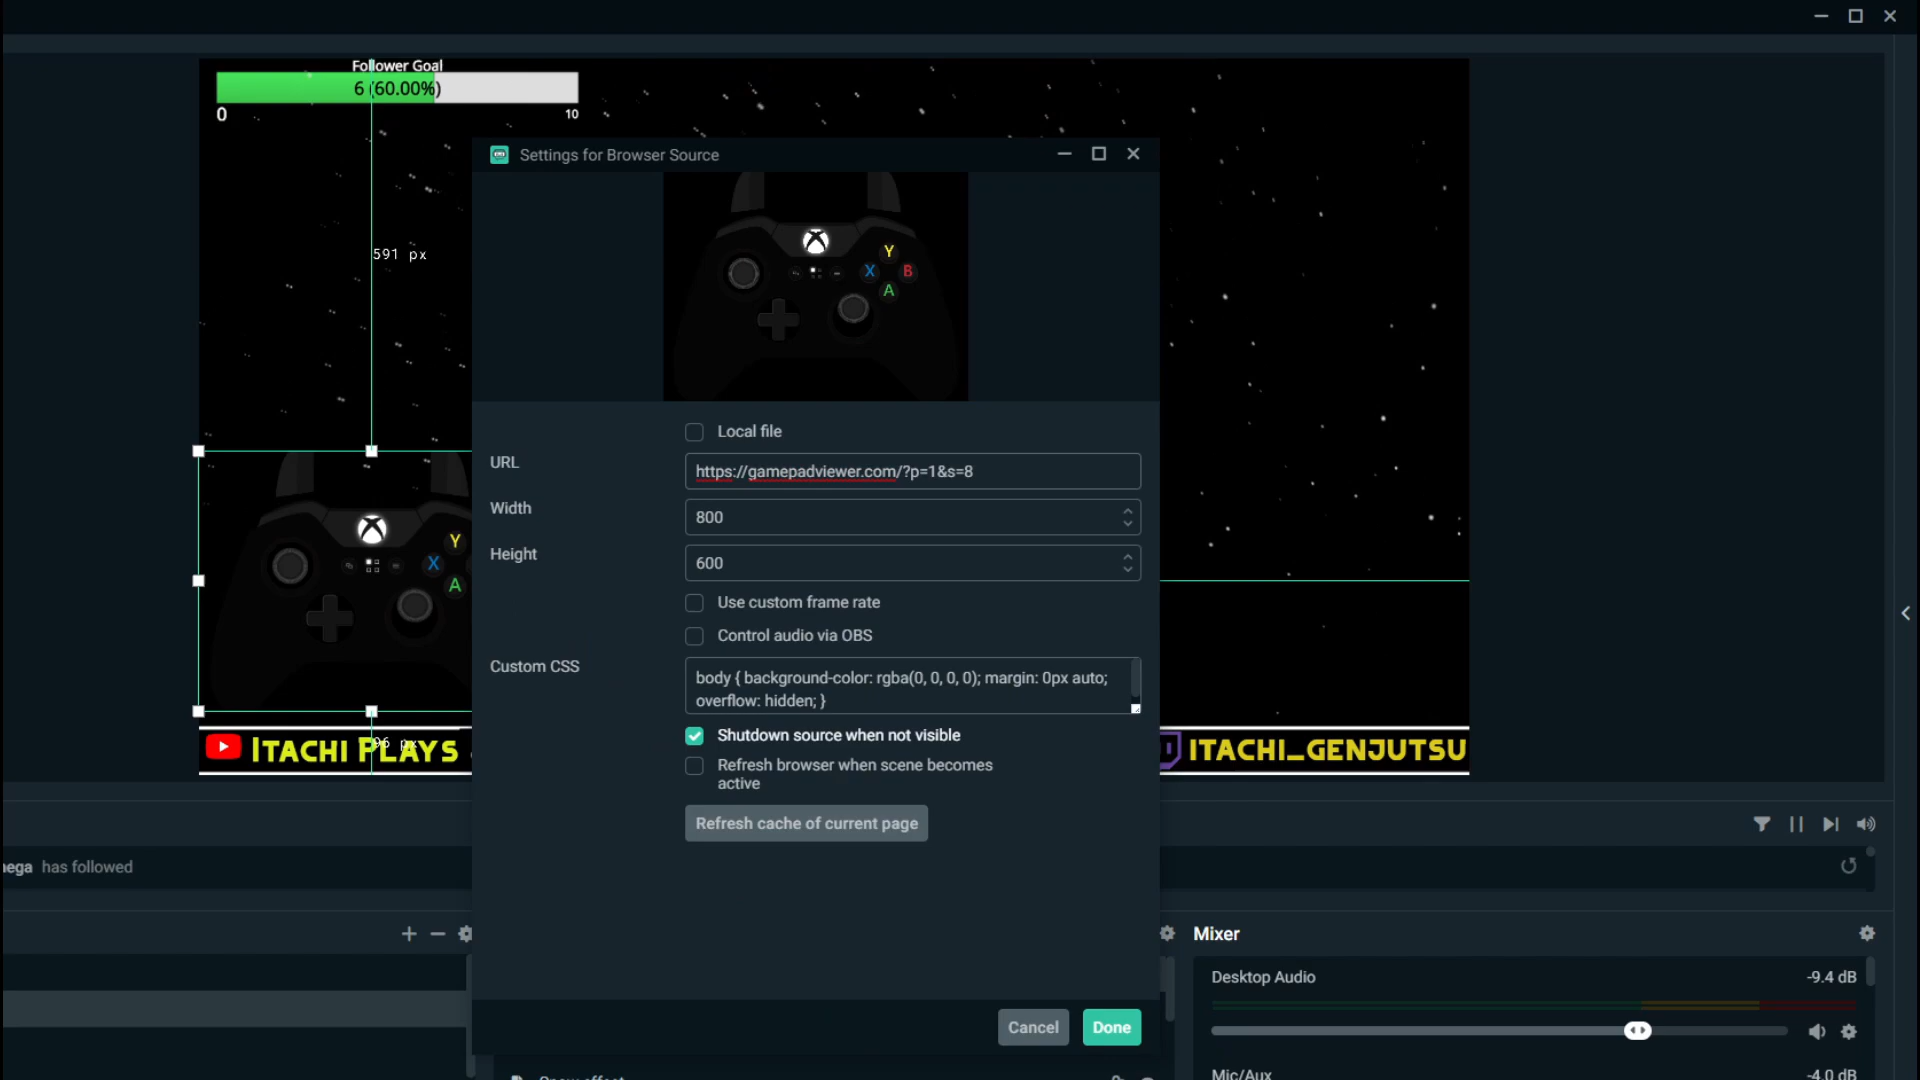 Follower Goal
6 (60.00%)
0
10
Settings for Browser Source
591 px
Y
X
B
A
Local file
URL
https://gamepadviewer.com/?p=1&s=8
Width
800
Height
600
Y
X
A
Use custom frame rate
Control audio via OBS
Custom CSS
body { background-color: rgba(0, 0, 0, 0); margin: 0px auto;
overflow: hidden; }
Shutdown source when not visible
Refresh browser when scene becomes
active
ITACHI PLAYS
96 px
ITACHI_GENJUTSU
Refresh cache of current page
has followed
Mixer
Desktop Audio
-9.4 dB
Cancel
Done
Mic/Aux
-4.0 dB